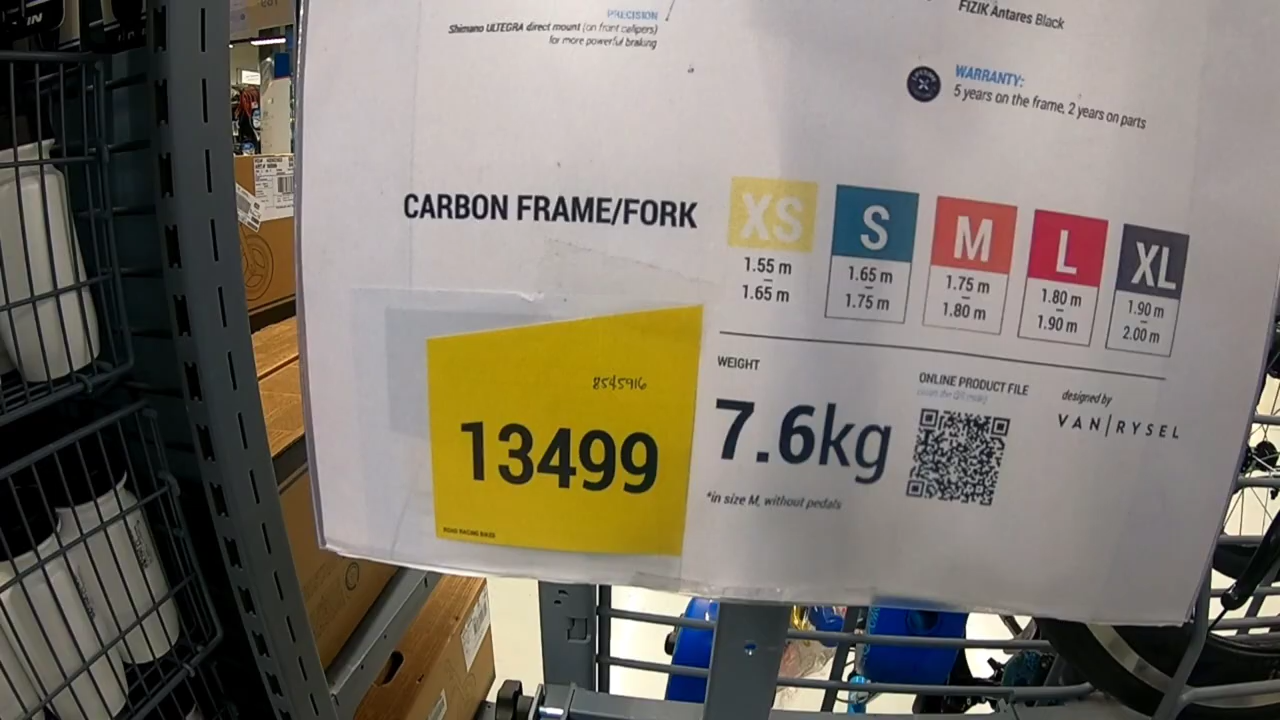 PRECISION
Shimano ULTEGRA direct mount (on front calipers)
for more powerful braking
FIZIK Antares Black
WARRANTY:
5 years on the frame, 2 years on parts
CARBON FRAME/FORK
XS
1.55 m
1.65 m
S
1.65 m
1.75 m
M
1.75 m
1.80 m
L
1.80 m
1.90 m
XL
1.90 m
2.00 m
8545916
13499
ROAD RACING BIKES
WEIGHT
7.6kg
*in size M, without pedals
ONLINE PRODUCT FILE
designed by
VAN|RYSEL